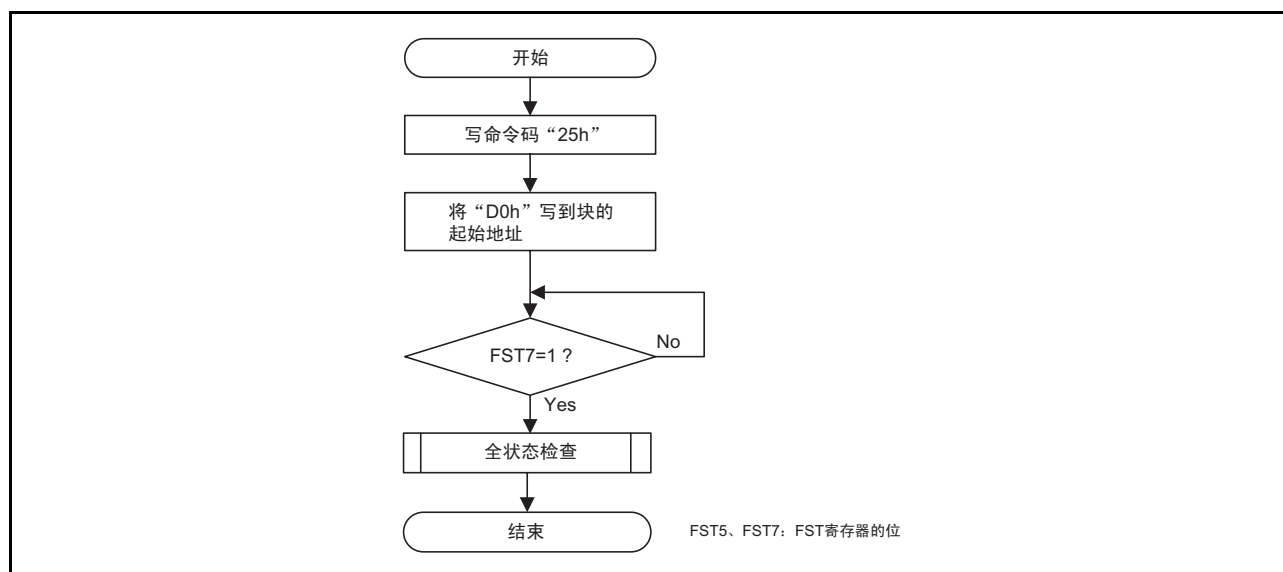 开始
写命令码“25h”
将“D0h”写到块的
起始地址
FST7=1 ?
No
Yes
全状态检查
结束
FST5、FST7：FST寄存器的位